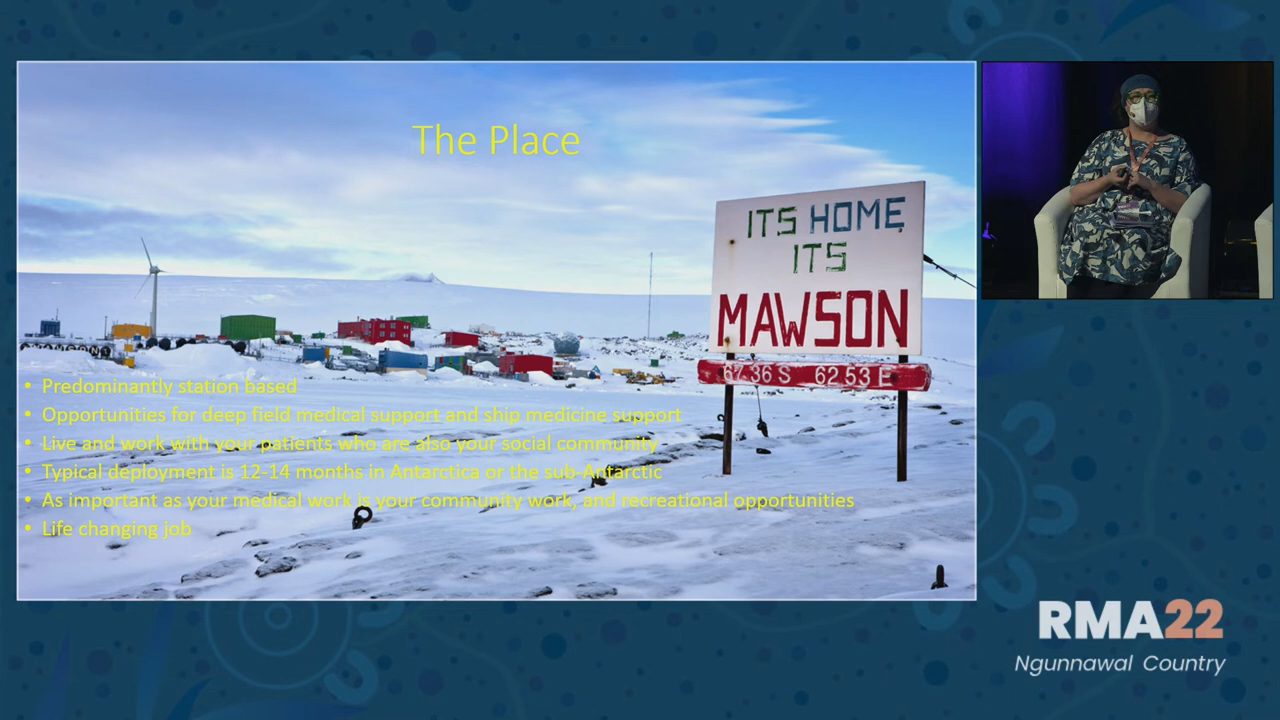 The Place
ITS HOME,
ITS
MAWSON
67 36 S 62 53 E
MAWSON
• Predominantly station based
• Opportunities for deep field medical support and ship medicine support
• Live and work with your patients who are also your social community
• Typical deployment is 12-14 months in Antarctica or the sub-Antarctic
• As important as your medical work is your community work, and recreational opportunities
• Life changing job
RMA22
Ngunnawal Country